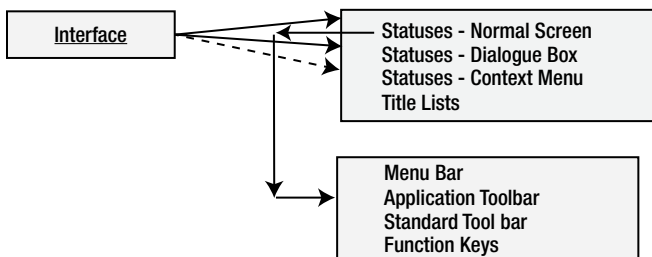 Interface
Statuses - Normal Screen
Statuses - Dialogue Box
Statuses - Context Menu
Title Lists
Menu Bar
Application Toolbar
Standard Tool bar
Function Keys